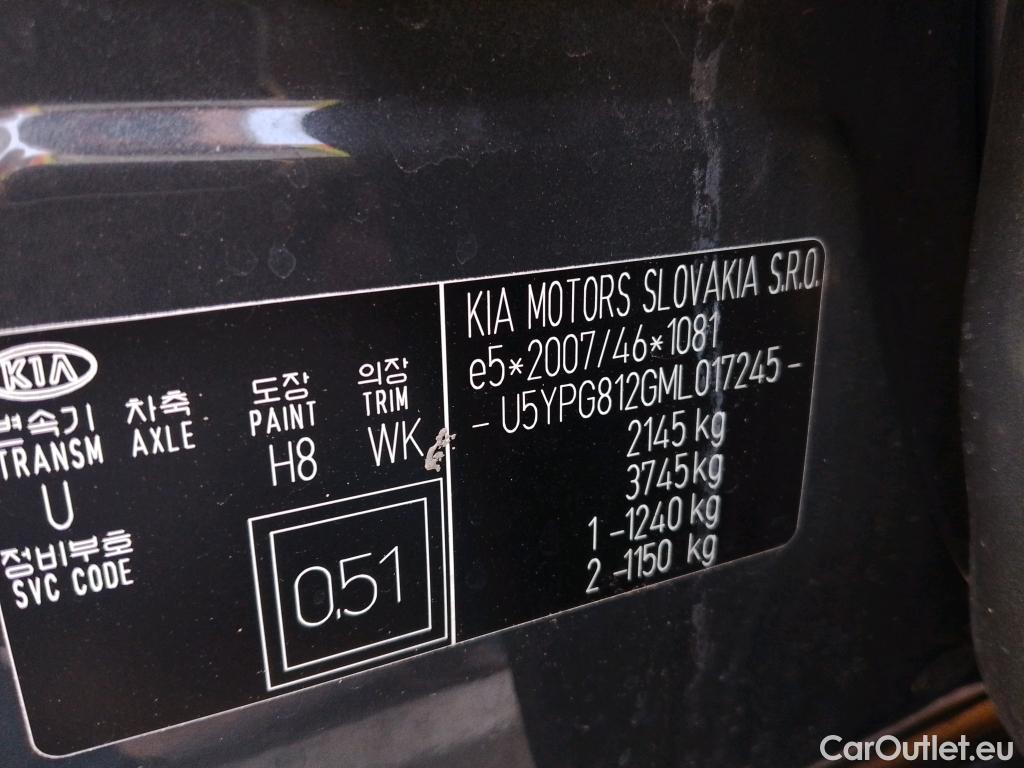 KIA
변속기 차축 도장 의장
TRANSM AXLE PAINT TRIM
U H8 WK
정비부호
SVC CODE
0,51
KIA MOTORS SLOVAKIA S.R.O.
e5*2007/46*1081
- U5YPG812GML017245 -
2145 kg
3745 kg
1 -1240 kg
2 -1150 kg
CarOutlet.eu